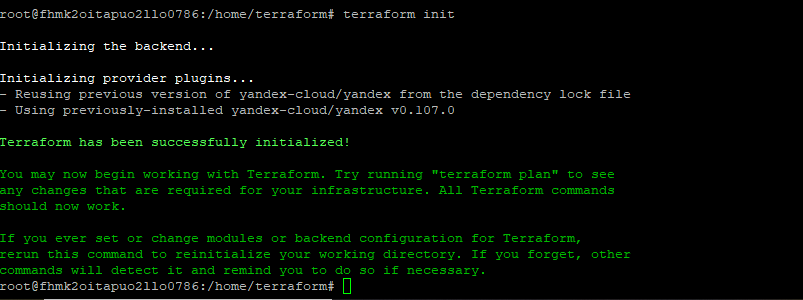 root@fhmk2oitapuo2llo0786:/home/terraform# terraform init
Initializing the backend...
Initializing provider plugins...
- Reusing previous version of yandex-cloud/yandex from the dependency lock file
- Using previously-installed yandex-cloud/yandex v0.107.0
Terraform has been successfully initialized!
You may now begin working with Terraform. Try running "terraform plan" to see
any changes that are required for your infrastructure. All Terraform commands
should now work.
If you ever set or change modules or backend configuration for Terraform,
rerun this command to reinitialize your working directory. If you forget, other
commands will detect it and remind you to do so if necessary.
root@fhmk2oitapuo2llo0786:/home/terraform#